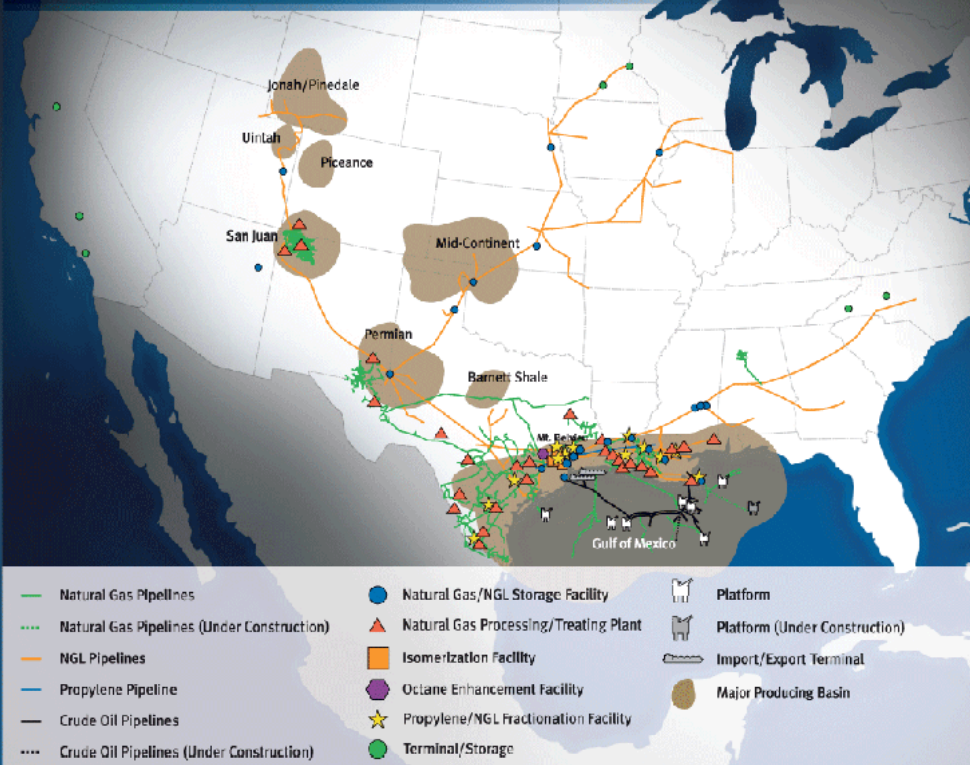 Jonah/Pinedale
Uintah
Piceance
San Juan
Mid-Continent
Permian
Barnett Shale
Mt. Belvieu
Gulf of Mexico
Natural Gas Pipelines
Natural Gas Pipelines (Under Construction)
NGL Pipelines
Propylene Pipeline
Crude Oil Pipelines
Crude Oil Pipelines (Under Construction)
Natural Gas/NGL Storage Facility
Natural Gas Processing/Treating Plant
Isomerization Facility
Octane Enhancement Facility
Propylene/NGL Fractionation Facility
Terminal/Storage
Platform
Platform (Under Construction)
Import/Export Terminal
Major Producing Basin